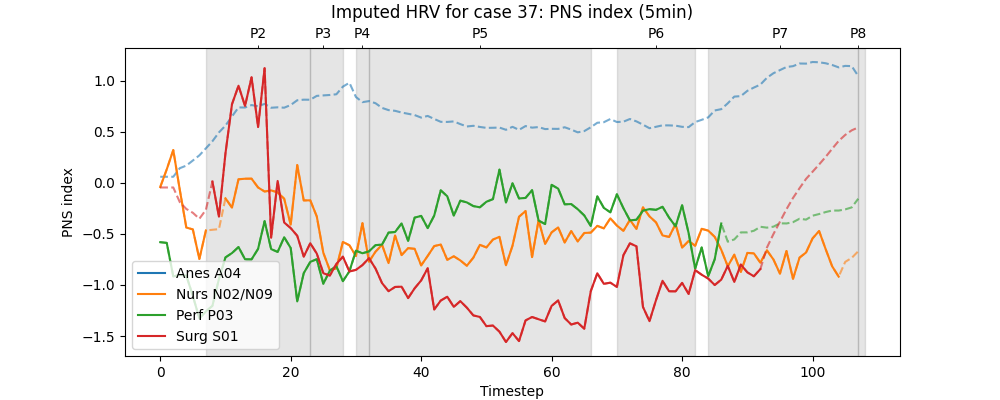 Imputed HRV for case 37: PNS index (5min)
P2 P3 P4 P5 P6 P7 P8
1.0
0.5
0.0
−0.5
−1.0
−1.5
PNS index
Anes A04
Nurs N02/N09
Perf P03
Surg S01
0 20 40 60 80 100
Timestep